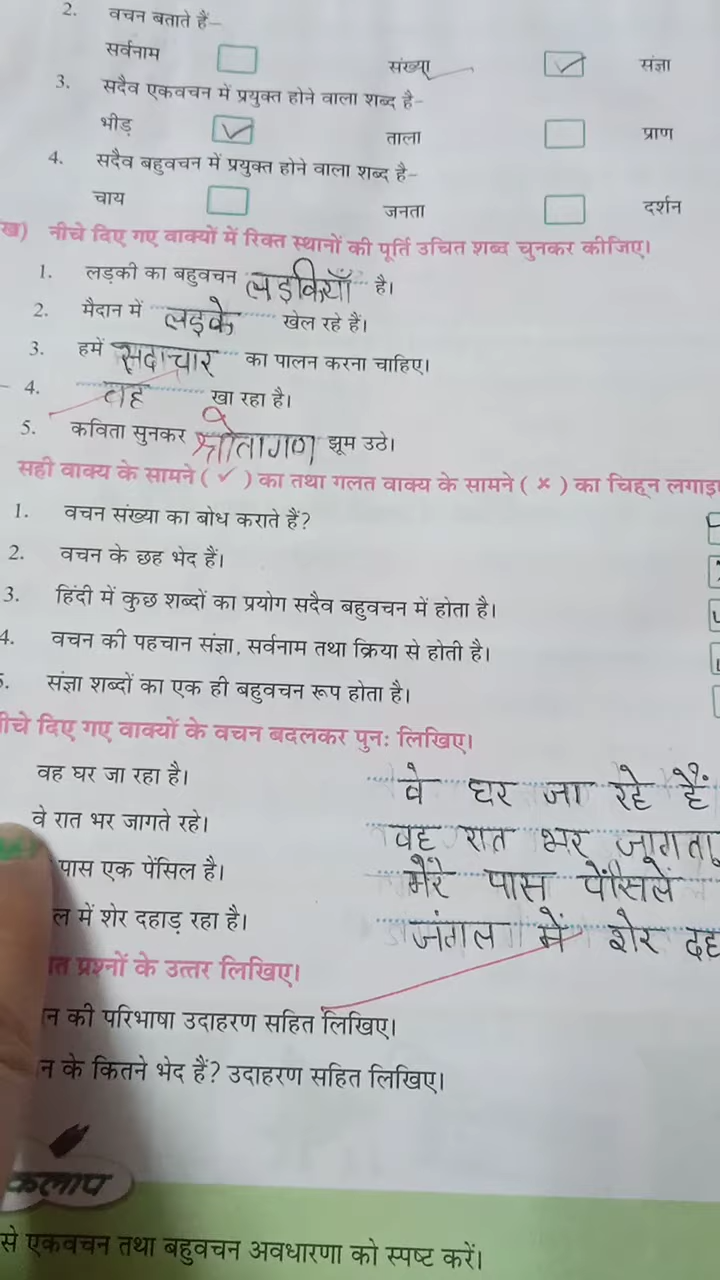 2. वचन बताते हैं–
सर्वनाम संख्या संज्ञा
3. सदैव एकवचन में प्रयुक्त होने वाला शब्द है–
भीड़ ताला प्राण
4. सदैव बहुवचन में प्रयुक्त होने वाला शब्द है–
चाय जनता दर्शन
ख) नीचे दिए गए वाक्यों में रिक्त स्थानों की पूर्ति उचित शब्द चुनकर कीजिए।
1. लड़की का बहुवचन लड़कियाँ है।
2. मैदान में लड़के खेल रहे हैं।
3. हमें सदाचार का पालन करना चाहिए।
4. वह खा रहा है।
5. कविता सुनकर श्रोतागण झूम उठे।
सही वाक्य के सामने ( ✓ ) का तथा गलत वाक्य के सामने ( × ) का चिह्न लगाइ
1. वचन संख्या का बोध कराते हैं?
2. वचन के छह भेद हैं।
3. हिंदी में कुछ शब्दों का प्रयोग सदैव बहुवचन में होता है।
4. वचन की पहचान संज्ञा, सर्वनाम तथा क्रिया से होती है।
5. संज्ञा शब्दों का एक ही बहुवचन रूप होता है।
नीचे दिए गए वाक्यों के वचन बदलकर पुनः लिखिए।
वह घर जा रहा है। वे घर जा रहे हैं
वे रात भर जागते रहे। वह रात भर जागता
पास एक पेंसिल है। मेरे पास पेंसिलें
ल में शेर दहाड़ रहा है। जंगल में शेर दह
त प्रश्नों के उत्तर लिखिए।
न की परिभाषा उदाहरण सहित लिखिए।
न के कितने भेद हैं? उदाहरण सहित लिखिए।
कलाप
से एकवचन तथा बहुवचन अवधारणा को स्पष्ट करें।